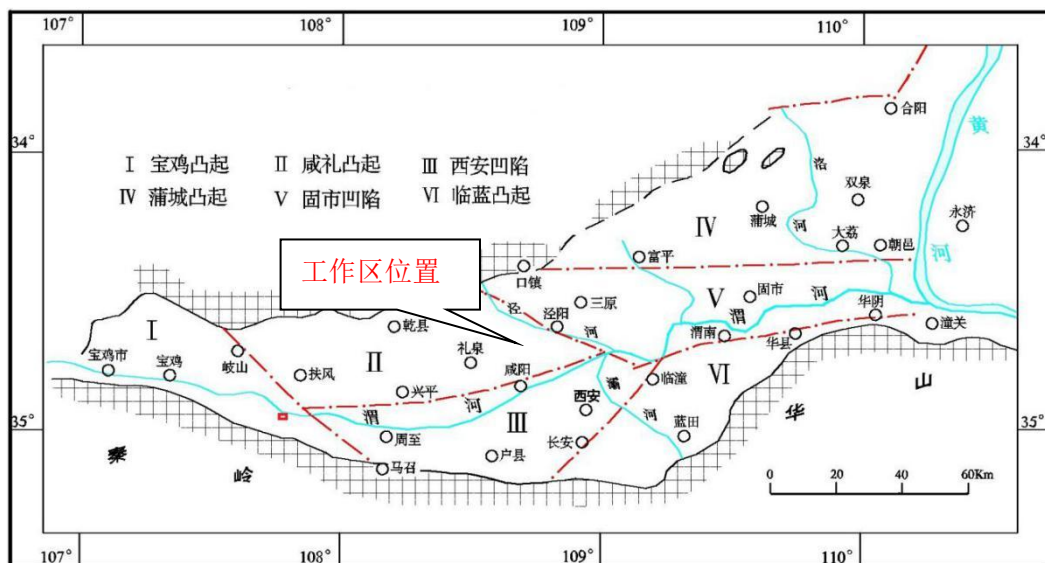 107° 108° 109° 110°
34° 34°
Ⅰ 宝鸡凸起 Ⅱ 咸礼凸起 Ⅲ 西安凹陷
Ⅳ 蒲城凸起 Ⅴ 固市凹陷 Ⅵ 临蓝凸起
合阳
黄
洛
双泉
蒲城
永济
Ⅳ
河
大荔
朝邑
河
富平
工作区位置
口镇
Ⅴ
固市
河
华阴
泾
三原
渭
潼关
Ⅰ
乾县
泾阳
河
渭南
华县
宝鸡市
宝鸡
岐山
Ⅱ
礼泉
扶风
咸阳
灞
临潼
Ⅵ
山
兴平
西安
渭
河
Ⅲ
河
蓝田
华
35° 35°
周至
长安
户县
秦
岭
马召
0 20 40 60Km
107° 108° 109° 110°